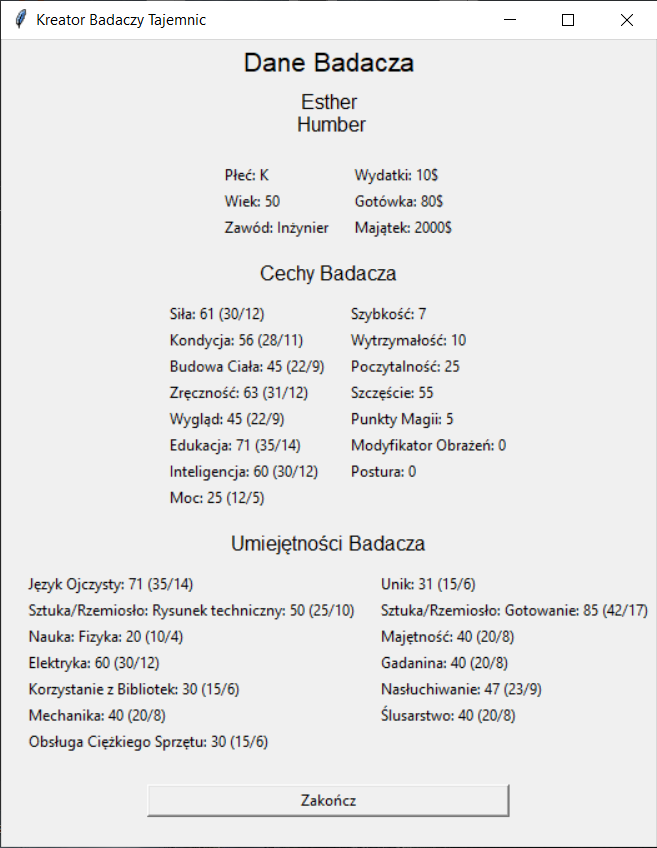 Kreator Badaczy Tajemnic
Dane Badacza
Esther
Humber
Płeć: K
Wiek: 50
Zawód: Inżynier
Wydatki: 10$
Gotówka: 80$
Majątek: 2000$
Cechy Badacza
Siła: 61 (30/12)
Kondycja: 56 (28/11)
Budowa Ciała: 45 (22/9)
Zręczność: 63 (31/12)
Wygląd: 45 (22/9)
Edukacja: 71 (35/14)
Inteligencja: 60 (30/12)
Moc: 25 (12/5)
Szybkość: 7
Wytrzymałość: 10
Poczytalność: 25
Szczęście: 55
Punkty Magii: 5
Modyfikator Obrażeń: 0
Postura: 0
Umiejętności Badacza
Język Ojczysty: 71 (35/14)
Sztuka/Rzemiosło: Rysunek techniczny: 50 (25/10)
Nauka: Fizyka: 20 (10/4)
Elektryka: 60 (30/12)
Korzystanie z Bibliotek: 30 (15/6)
Mechanika: 40 (20/8)
Obsługa Ciężkiego Sprzętu: 30 (15/6)
Unik: 31 (15/6)
Sztuka/Rzemiosło: Gotowanie: 85 (42/17)
Majętność: 40 (20/8)
Gadanina: 40 (20/8)
Nasłuchiwanie: 47 (23/9)
Ślusarstwo: 40 (20/8)
Zakończ